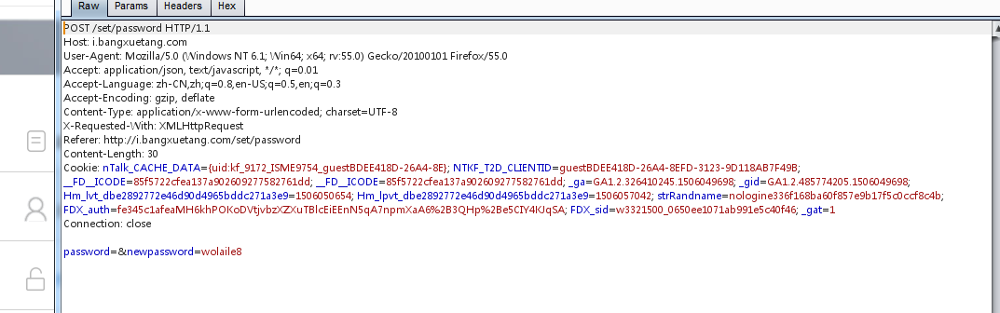 Raw Params Headers Hex
POST /set/password HTTP/1.1
Host: i.bangxuetang.com
User-Agent: Mozilla/5.0 (Windows NT 6.1; Win64; x64; rv:55.0) Gecko/20100101 Firefox/55.0
Accept: application/json, text/javascript, */*; q=0.01
Accept-Language: zh-CN,zh;q=0.8,en-US;q=0.5,en;q=0.3
Accept-Encoding: gzip, deflate
Content-Type: application/x-www-form-urlencoded; charset=UTF-8
X-Requested-With: XMLHttpRequest
Referer: http://i.bangxuetang.com/set/password
Content-Length: 30
Cookie: nTalk_CACHE_DATA={uid:kf_9172_ISME9754_guestBDEE418D-26A4-8E}; NTKF_T2D_CLIENTID=guestBDEE418D-26A4-8EFD-3123-9D118AB7F49B;
__FD__ICODE=85f5722cfea137a902609277582761dd; __FD__ICODE=85f5722cfea137a902609277582761dd; _ga=GA1.2.326410245.1506049698; _gid=GA1.2.485774205.1506049698;
Hm_lvt_dbe2892772e46d90d4965bddc271a3e9=1506050654; Hm_lpvt_dbe2892772e46d90d4965bddc271a3e9=1506057042; strRandname=nologine336f168ba60f857e9b17f5c0ccf8c4b;
FDX_auth=fe345c1afeaMH6khPOKoDVtjvbzXZXuTBlcEiEEnN5qA7npmXaA6%2B3QHp%2Be5CIY4KJqSA; FDX_sid=w3321500_0650ee1071ab991e5c40f46; _gat=1
Connection: close
password=&newpassword=wolaile8